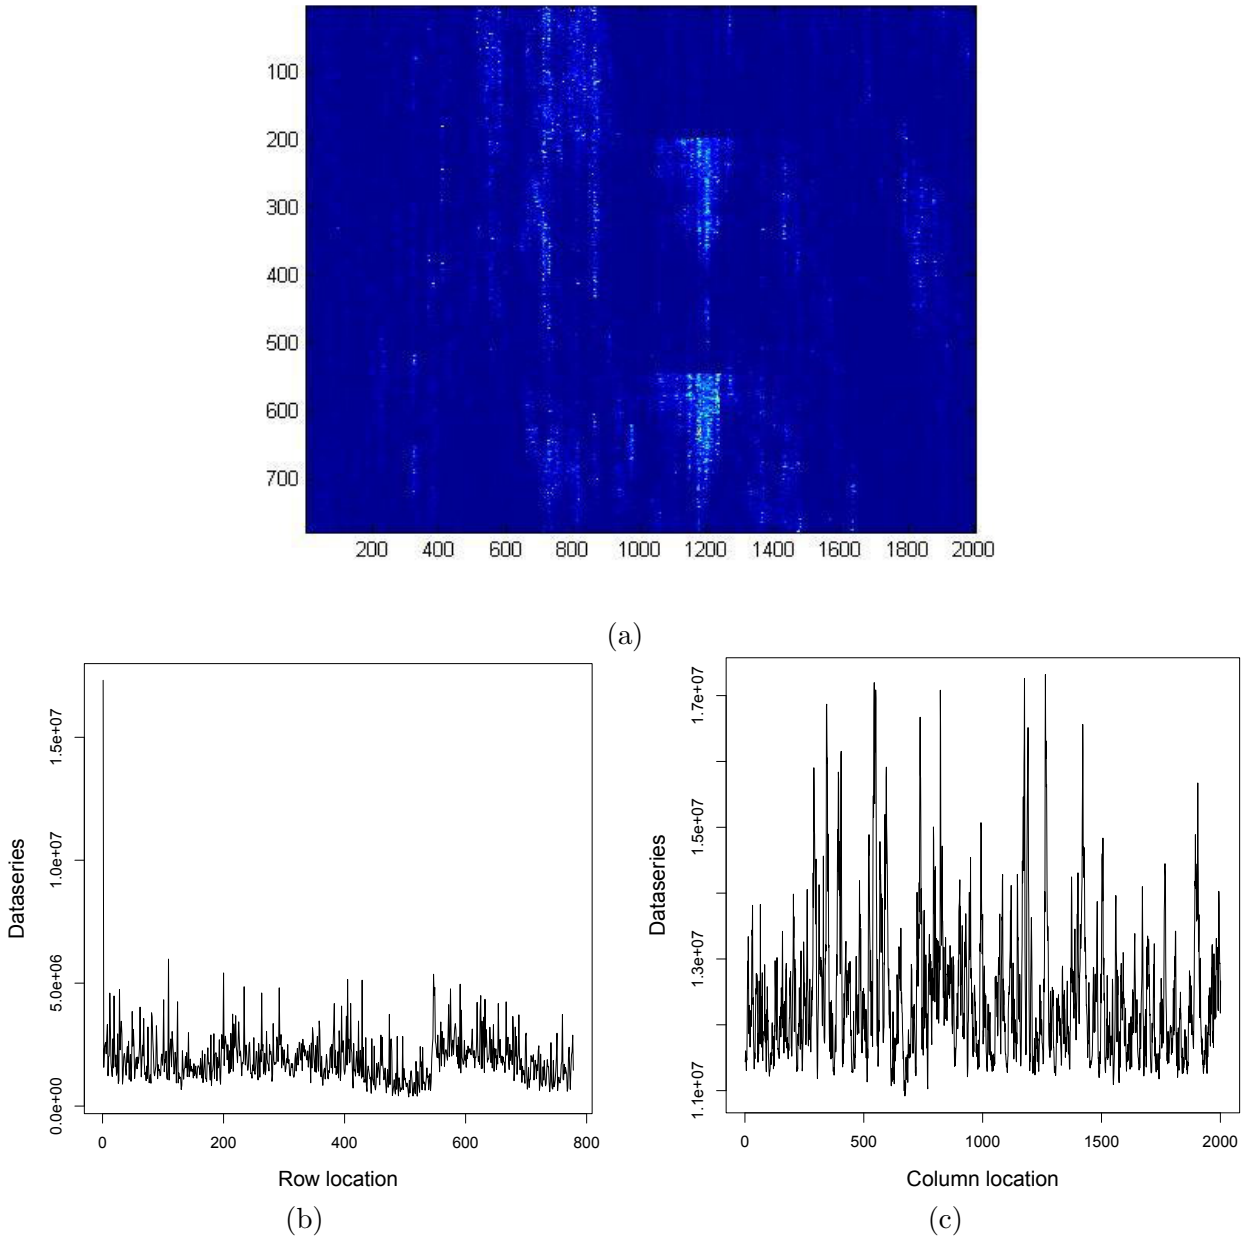 100
200
300
400
500
600
700
200 400 600 800 1000 1200 1400 1600 1800 2000
(a)
Dataseries
1.5e+07
1.0e+07
5.0e+06
0.0e+00
0 200 400 600 800
Row location
(b)
Dataseries
1.7e+07
1.5e+07
1.3e+07
1.1e+07
0 500 1000 1500 2000
Column location
(c)